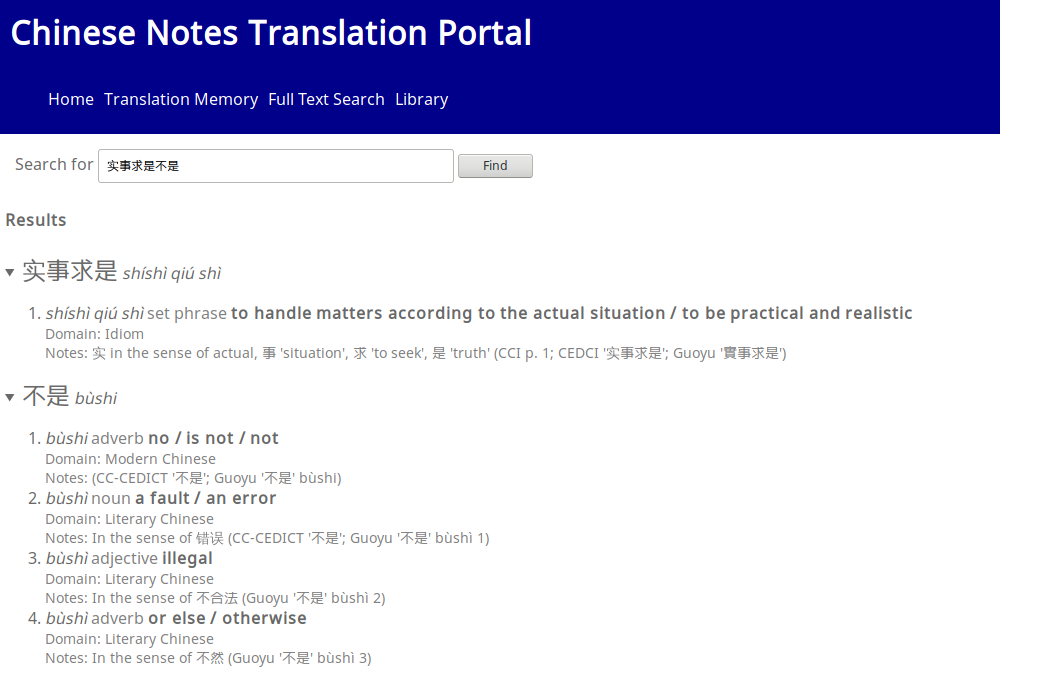 Chinese Notes Translation Portal
Home Translation Memory Full Text Search Library
Search for 实事求是不是 Find
Results
▼ 实事求是 shíshì qiú shì
1. shíshì qiú shì set phrase to handle matters according to the actual situation / to be practical and realistic
Domain: Idiom
Notes: 实 in the sense of actual, 事 'situation', 求 'to seek', 是 'truth' (CCI p. 1; CEDCI '实事求是'; Guoyu '實事求是')
▼ 不是 bùshi
1. bùshi adverb no / is not / not
Domain: Modern Chinese
Notes: (CC-CEDICT '不是'; Guoyu '不是' bùshi)
2. bùshì noun a fault / an error
Domain: Literary Chinese
Notes: In the sense of 错误 (CC-CEDICT '不是'; Guoyu '不是' bùshì 1)
3. bùshì adjective illegal
Domain: Literary Chinese
Notes: In the sense of 不合法 (Guoyu '不是' bùshì 2)
4. bùshì adverb or else / otherwise
Domain: Literary Chinese
Notes: In the sense of 不然 (Guoyu '不是' bùshì 3)